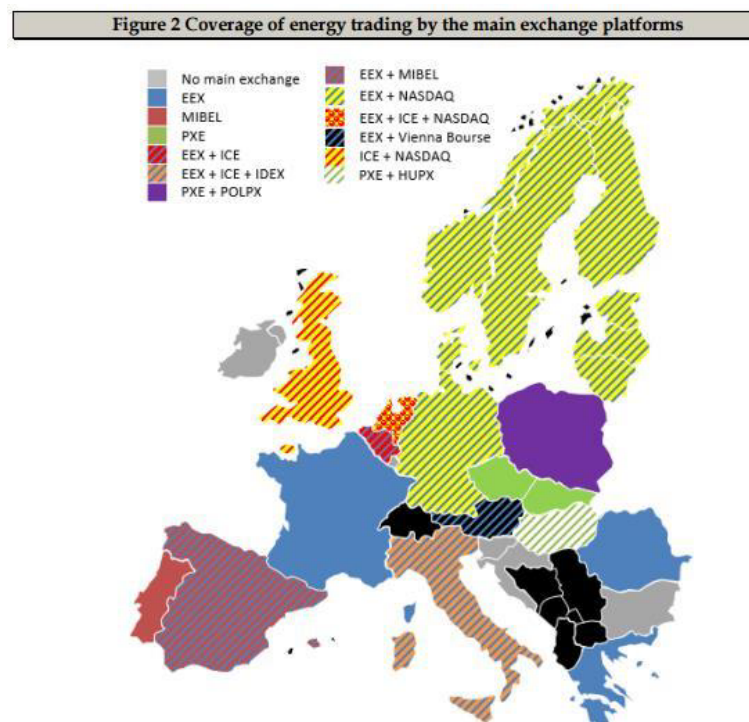 Figure 2 Coverage of energy trading by the main exchange platforms
No main exchange
EEX
MIBEL
PXE
EEX + ICE
EEX + ICE + IDEX
PXE + POLPX
EEX + MIBEL
EEX + NASDAQ
EEX + ICE + NASDAQ
EEX + Vienna Bourse
ICE + NASDAQ
PXE + HUPX